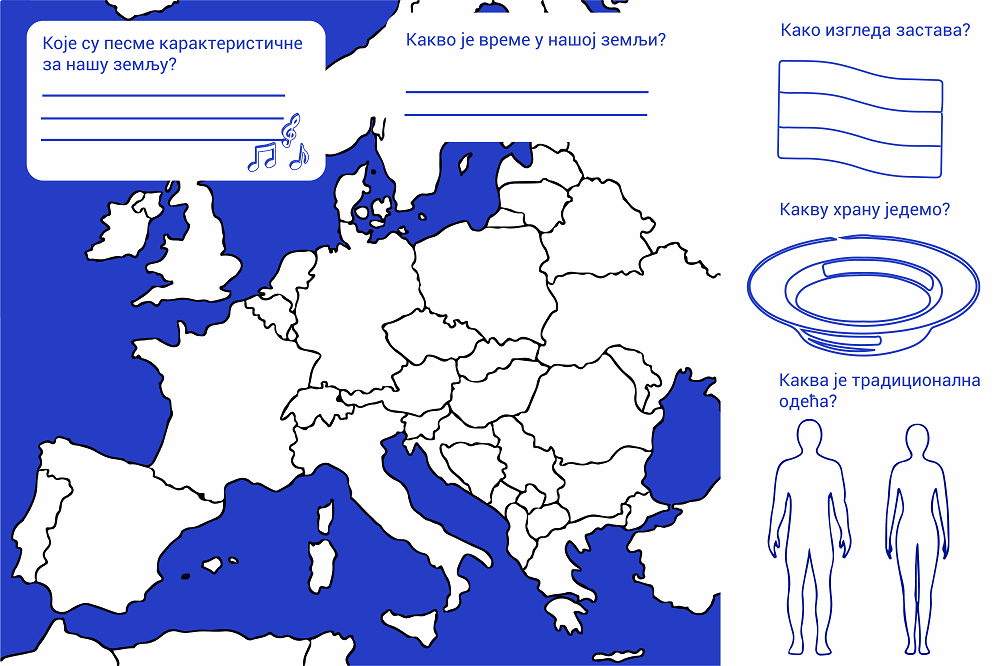 Које су песме карактеристичне
за нашу земљу?
Какво је време у нашој земљи?
Како изгледа застава?
Какву храну једемо?
Каква је традиционална
одећа?